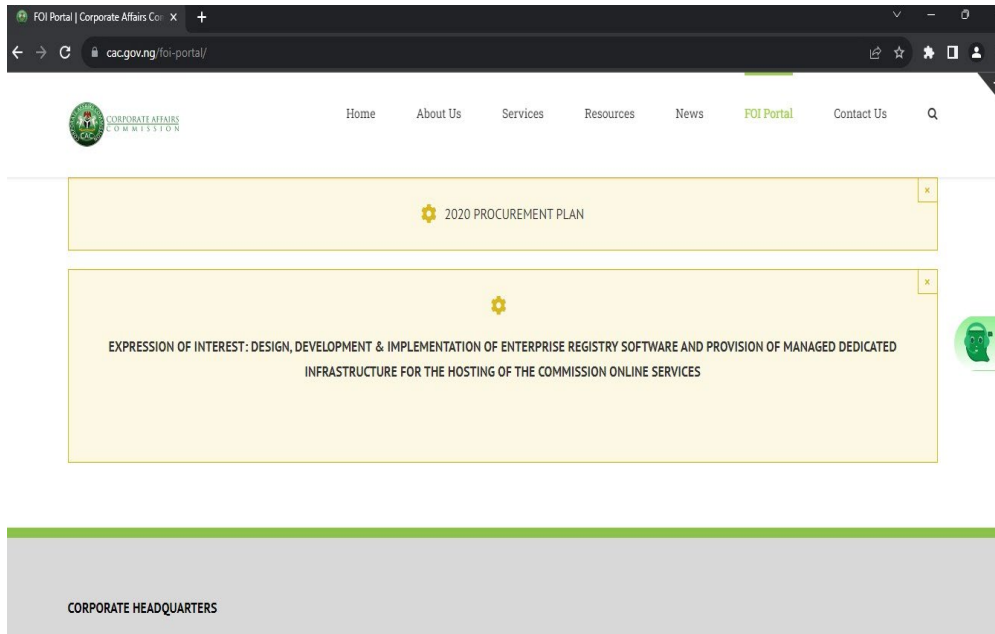 FOI Portal | Corporate Affairs Con
cac.gov.ng/foi-portal/
CAC
CORPORATE AFFAIRS
COMMISSION
Home About Us Services Resources News FOI Portal Contact Us
x
2020 PROCUREMENT PLAN
x
EXPRESSION OF INTEREST: DESIGN, DEVELOPMENT & IMPLEMENTATION OF ENTERPRISE REGISTRY SOFTWARE AND PROVISION OF MANAGED DEDICATED
INFRASTRUCTURE FOR THE HOSTING OF THE COMMISSION ONLINE SERVICES
CORPORATE HEADQUARTERS